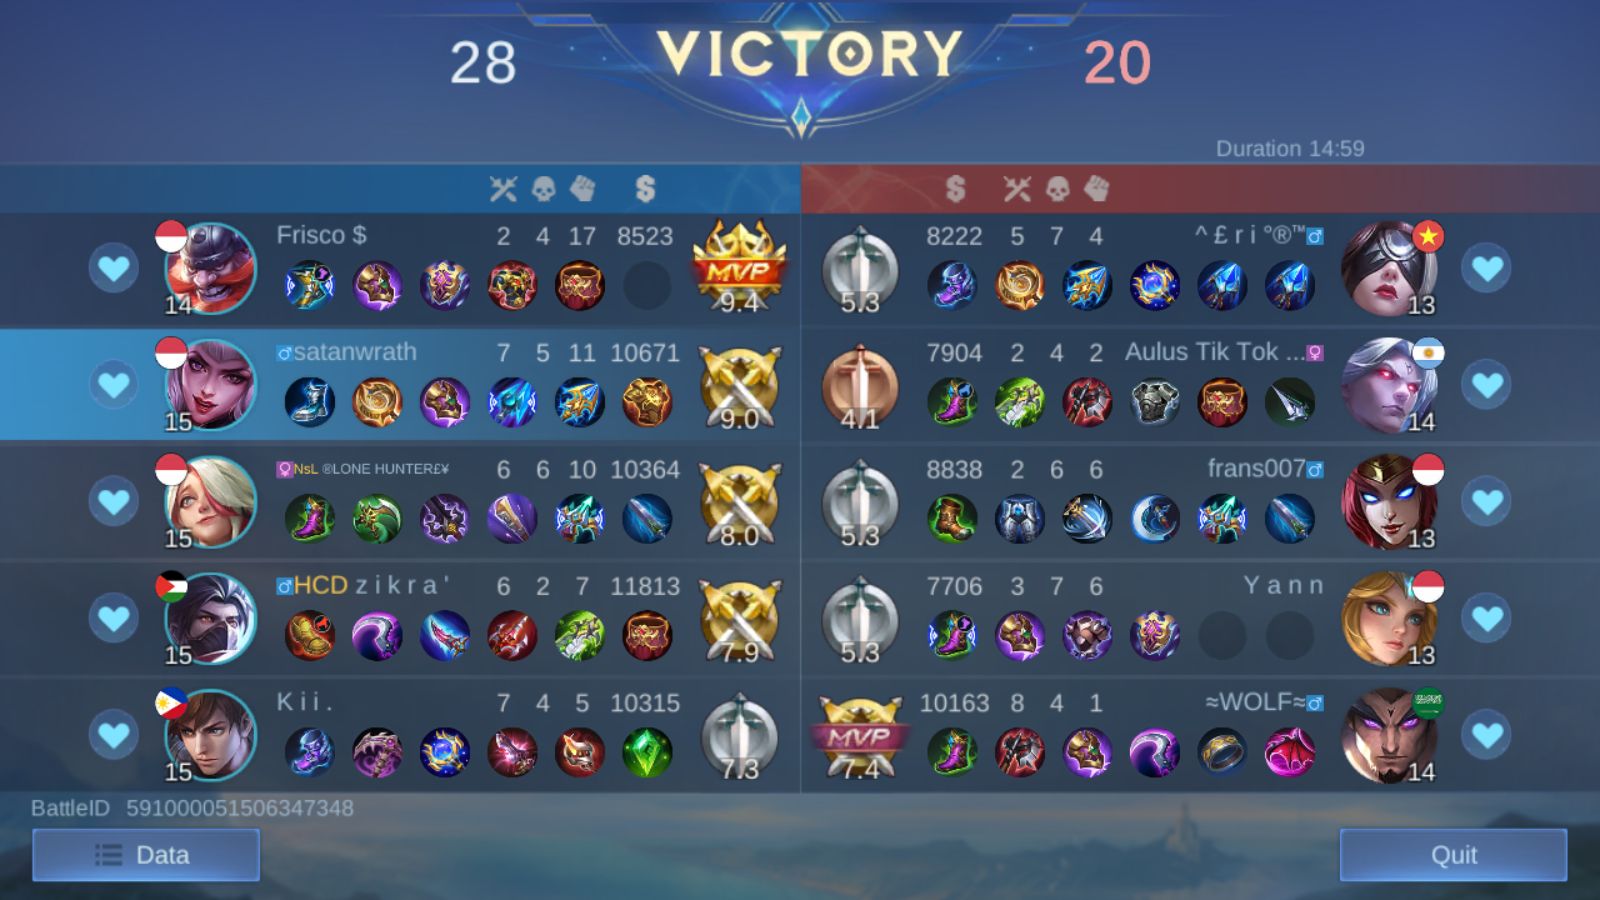 28 VICTORY 20
Duration 14:59
Frisco $ 2 4 17 8523
14
MVP
9.4
8222 5 7 4 ^£ri°®™
5.3
13
satanwrath 7 5 11 10671
15
9.0
7904 2 4 2 Aulus Tik Tok ...
4.1
14
NsL ®LONE HUNTER£¥ 6 6 10 10364
15
8.0
8838 2 6 6 frans007
5.3
13
HCD zikra' 6 2 7 11813
15
7.9
7706 3 7 6 Yann
5.3
13
Kii. 7 4 5 10315
15
7.3
10163 8 4 1 ≈WOLF≈
MVP
7.4
14
BattleID 591000051506347348
Data
Quit